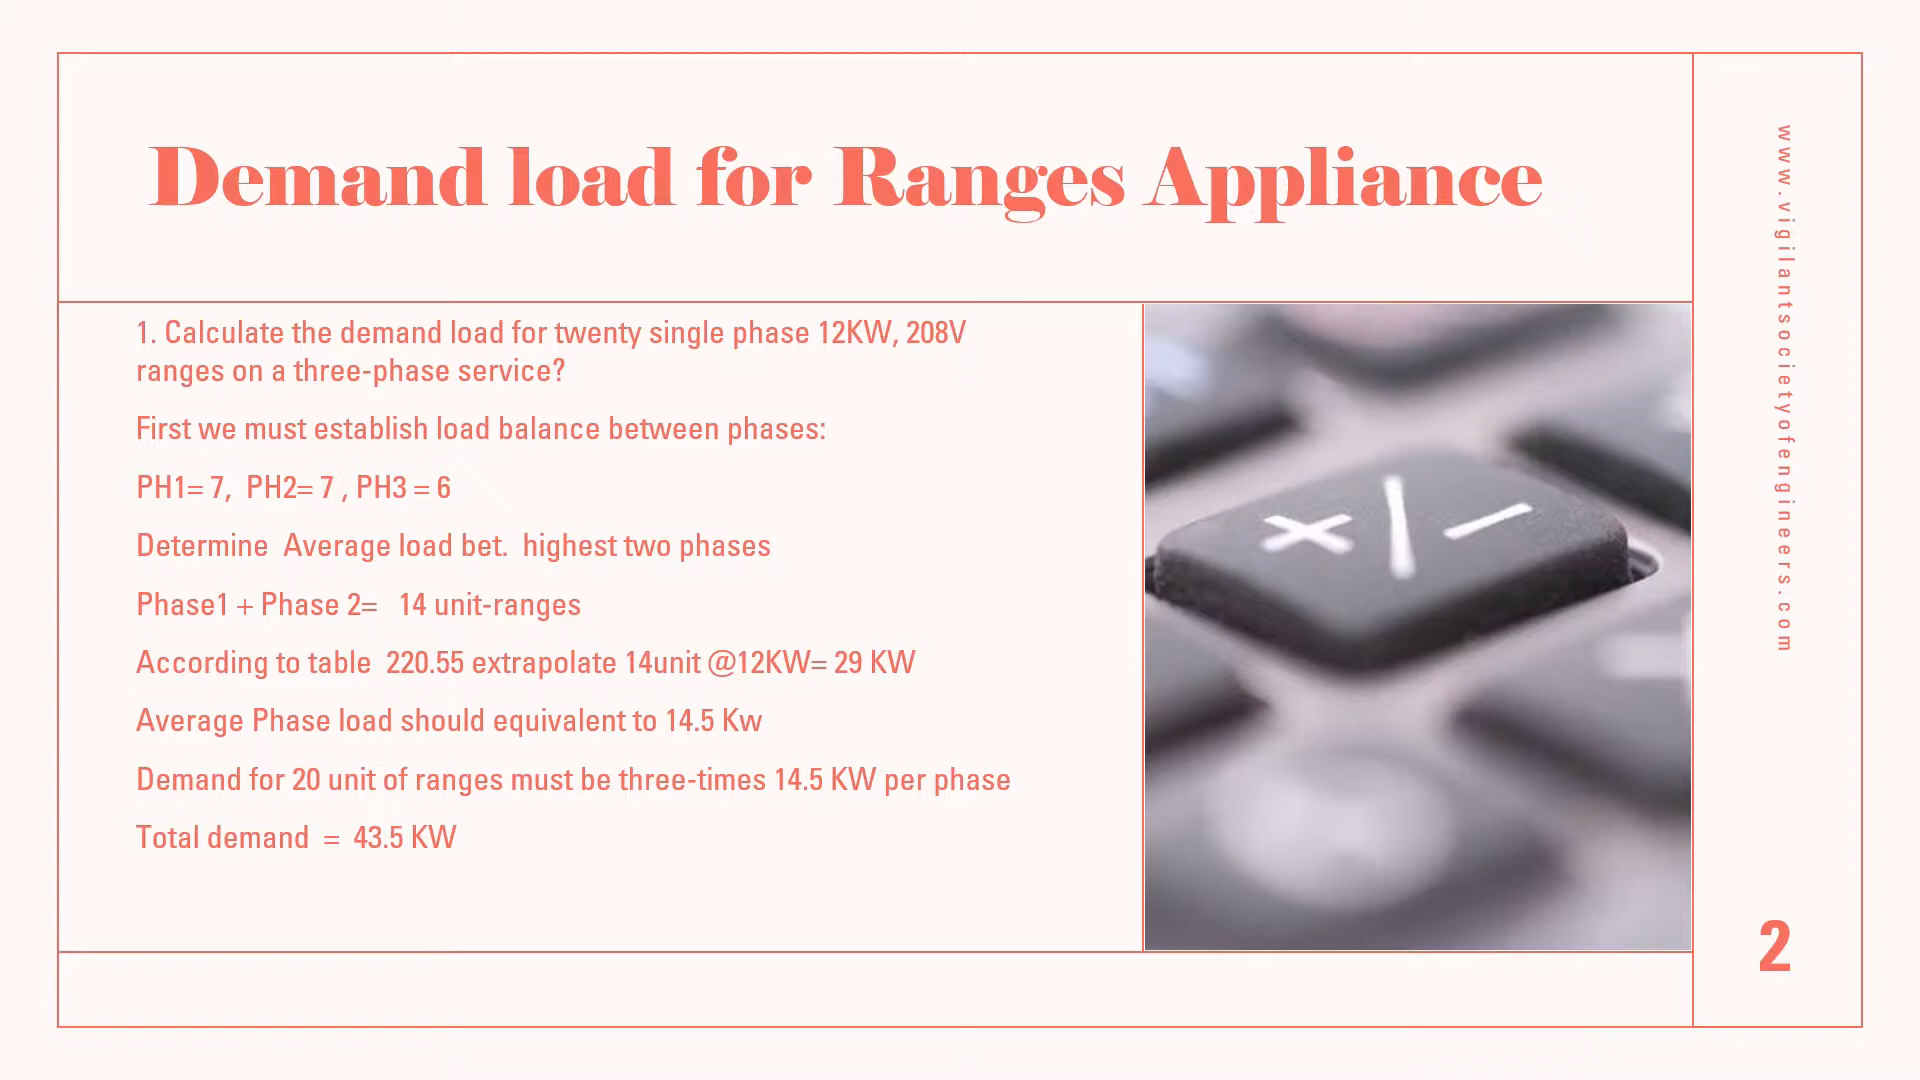 Demand load for Ranges Appliance
1. Calculate the demand load for twenty single phase 12KW, 208V
ranges on a three-phase service?
First we must establish load balance between phases:
PH1= 7, PH2= 7 , PH3 = 6
Determine Average load bet. highest two phases
Phase1 + Phase 2= 14 unit-ranges
According to table 220.55 extrapolate 14unit @12KW= 29 KW
Average Phase load should equivalent to 14.5 Kw
Demand for 20 unit of ranges must be three-times 14.5 KW per phase
Total demand = 43.5 KW
+/-
www.vigilantsocietyofengineers.com
2